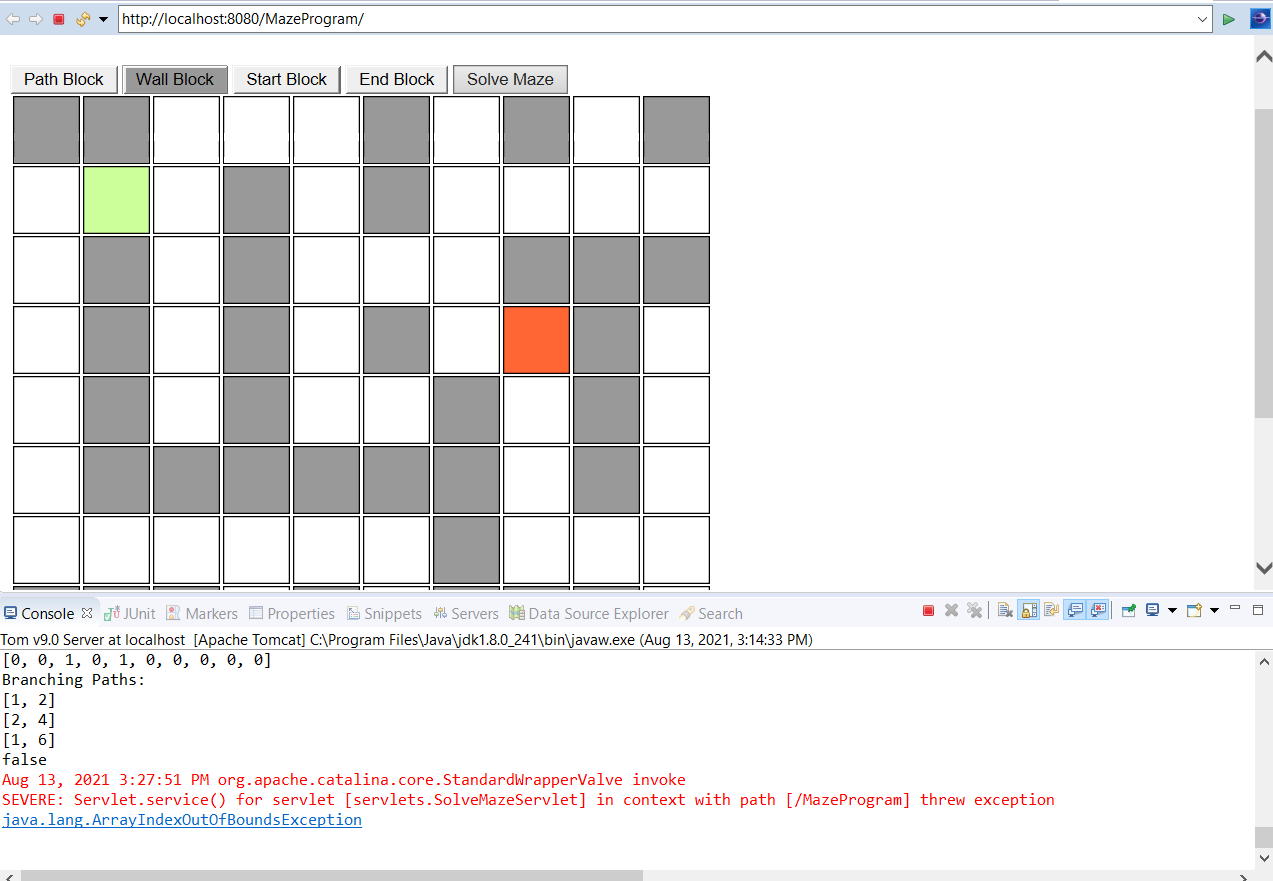 http://localhost:8080/MazeProgram/
Path Block Wall Block Start Block End Block Solve Maze
Console JUnit Markers Properties Snippets Servers Data Source Explorer Search
Tom v9.0 Server at localhost [Apache Tomcat] C:\Program Files\Java\jdk1.8.0_241\bin\javaw.exe (Aug 13, 2021, 3:14:33 PM)
[0, 0, 1, 0, 1, 0, 0, 0, 0, 0]
Branching Paths:
[1, 2]
[2, 4]
[1, 6]
false
Aug 13, 2021 3:27:51 PM org.apache.catalina.core.StandardWrapperValve invoke
SEVERE: Servlet.service() for servlet [servlets.SolveMazeServlet] in context with path [/MazeProgram] threw exception
java.lang.ArrayIndexOutOfBoundsException